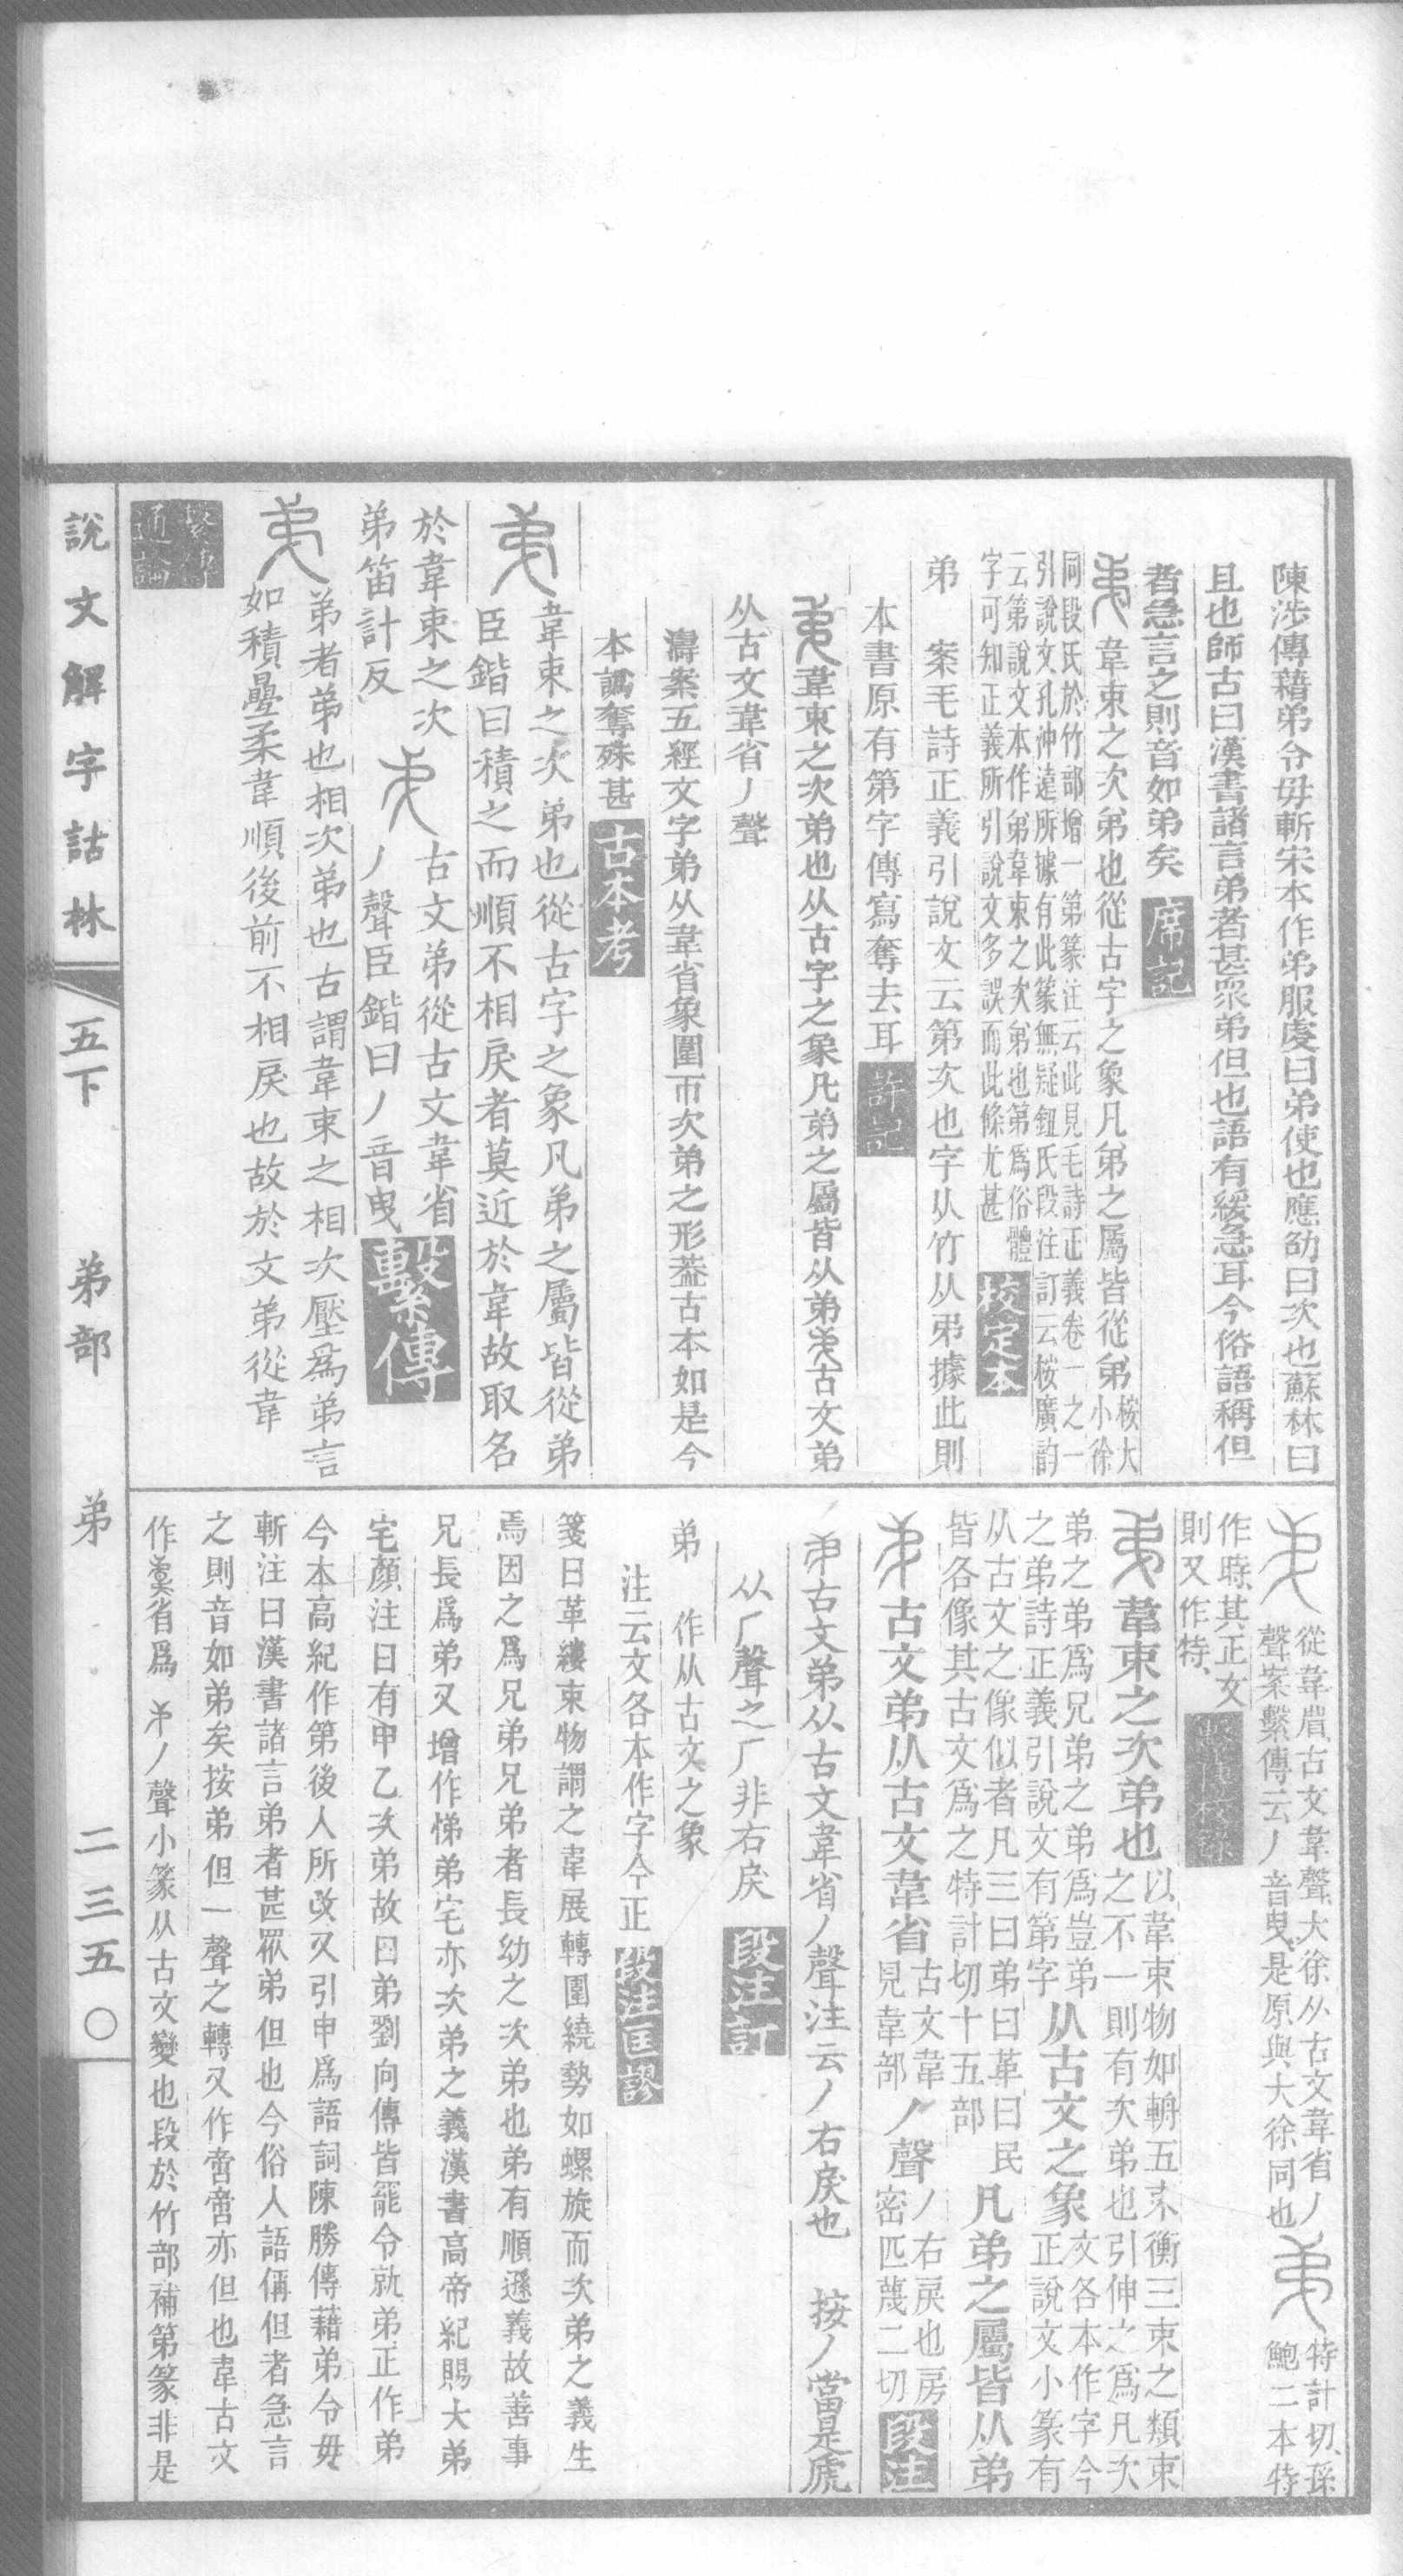 陳涉傳藉弟令毋斬宋本作弟服虔曰弟使也應劭曰次也蘇林曰
且也師古曰漢書諸言弟者甚衆弟但也語有緩急耳今俗語稱但
者急言之則音如弟矣 席記
韋束之次弟也從古字之象凡弟之屬皆從弟 桉大小徐
同段氏於竹部增一第篆注云此見毛詩正義卷一之一
引說文孔沖遠所據有此篆無疑鈕氏段注訂云桉廣韵
云第說文本作弟韋束之次弟也第爲俗體
字可知正義所引說文多誤而此條尤甚 校定本
弟 案毛詩正義引說文云第次也字从竹从弟據此則
本書原有第字傳寫奪去耳 許記
韋束之次弟也从古字之象凡弟之屬皆从弟 古文弟
从古文韋省丿聲
濤案五經文字弟从韋省象圍帀次弟之形葢古本如是今
本譌奪殊甚 古本考
韋束之次弟也從古字之象凡弟之屬皆從弟
臣鍇曰積之而順不相戾者莫近於韋故取名
於韋束之次
弟笛計反
古文弟從古文韋省
丿聲臣鍇曰丿音曳 繫傳
弟者弟也相次弟也古謂韋束之相次壓爲弟言
如積疊柔韋順後前不相戾也故於文弟從韋
繫傳通論
從韋省古文韋聲大徐从古文韋省丿
聲案繫傳云丿音曳是原與大徐同也
特計切孫
鮑二本特
作時其正文
則又作特 繫傳校錄
韋束之次弟也 以韋束物如輈五束衡三束之類束
之不一則有次弟也引伸之爲凡次
弟之弟爲兄弟之弟爲豈弟
之弟詩正義引說文有第字
从古文之象 文各本作字今
正說文小篆有
从古文之像似者凡三曰弟曰革曰民
皆各像其古文爲之特計切十五部 凡弟之屬皆从弟
古文弟从古文韋省 古文韋
見韋部
丿聲 丿右戾也房
密匹蔑二切 段注
古文弟从古文韋省丿聲注云丿右戾也 按丿當是虒
从厂聲之厂非右戾 段注訂
弟 作从古文之象
注云文各本作字今正 段注匡謬
箋曰革縷束物謂之韋展轉圍繞勢如螺旋而次弟之義生
焉因之爲兄弟兄弟者長幼之次弟也弟有順遜義故善事
兄長爲弟又增作悌弟宅亦次弟之義漢書高帝紀賜大弟
宅顏注曰有甲乙次弟故曰弟劉向傳皆罷令就弟正作弟
今本高紀作第後人所改又引申爲語詞陳勝傳藉弟令毋
斬注曰漢書諸言弟者甚眾弟但也今俗人語偁但者急言
之則音如弟矣按弟但一聲之轉又作啻啻亦但也韋古文
作 省爲 丿聲小篆从古文變也段於竹部補第篆非是
說文解字詁林 五下 弟部 弟 二三五〇